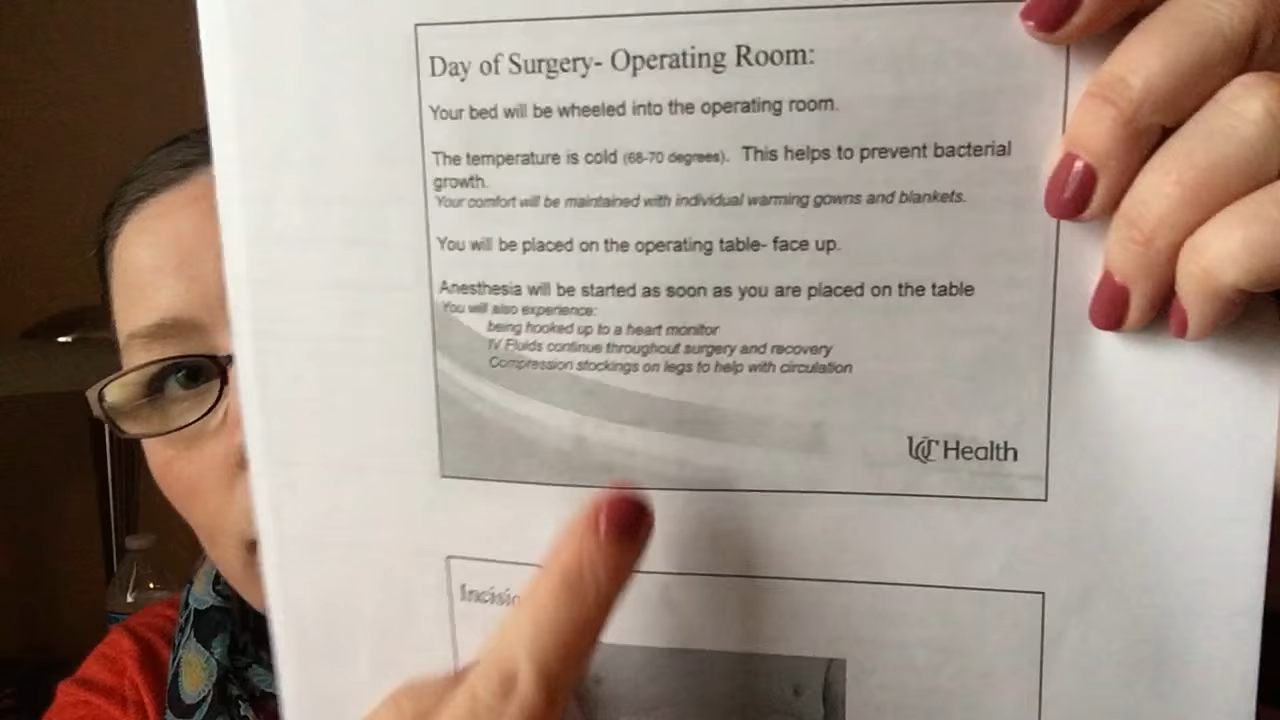 Day of Surgery- Operating Room:
Your bed will be wheeled into the operating room.
The temperature is cold (68-70 degrees). This helps to prevent bacterial
growth.
Your comfort will be maintained with individual warming gowns and blankets.
You will be placed on the operating table- face up.
Anesthesia will be started as soon as you are placed on the table
You will also experience:
being hooked up to a heart monitor
IV Fluids continue throughout surgery and recovery
Compression stockings on legs to help with circulation
UC Health